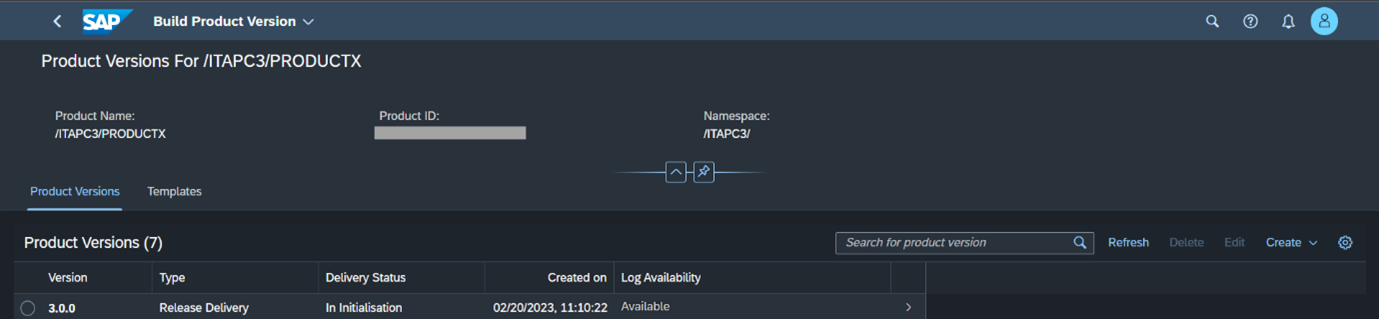 SAP Build Product Version
Product Versions For /ITAPC3/PRODUCTX
Product Name: Product ID: Namespace:
/ITAPC3/PRODUCTX /ITAPC3/
Product Versions Templates
Product Versions (7) Search for product version Refresh Delete Edit Create
Version Type Delivery Status Created on Log Availability
3.0.0 Release Delivery In Initialisation 02/20/2023, 11:10:22 Available